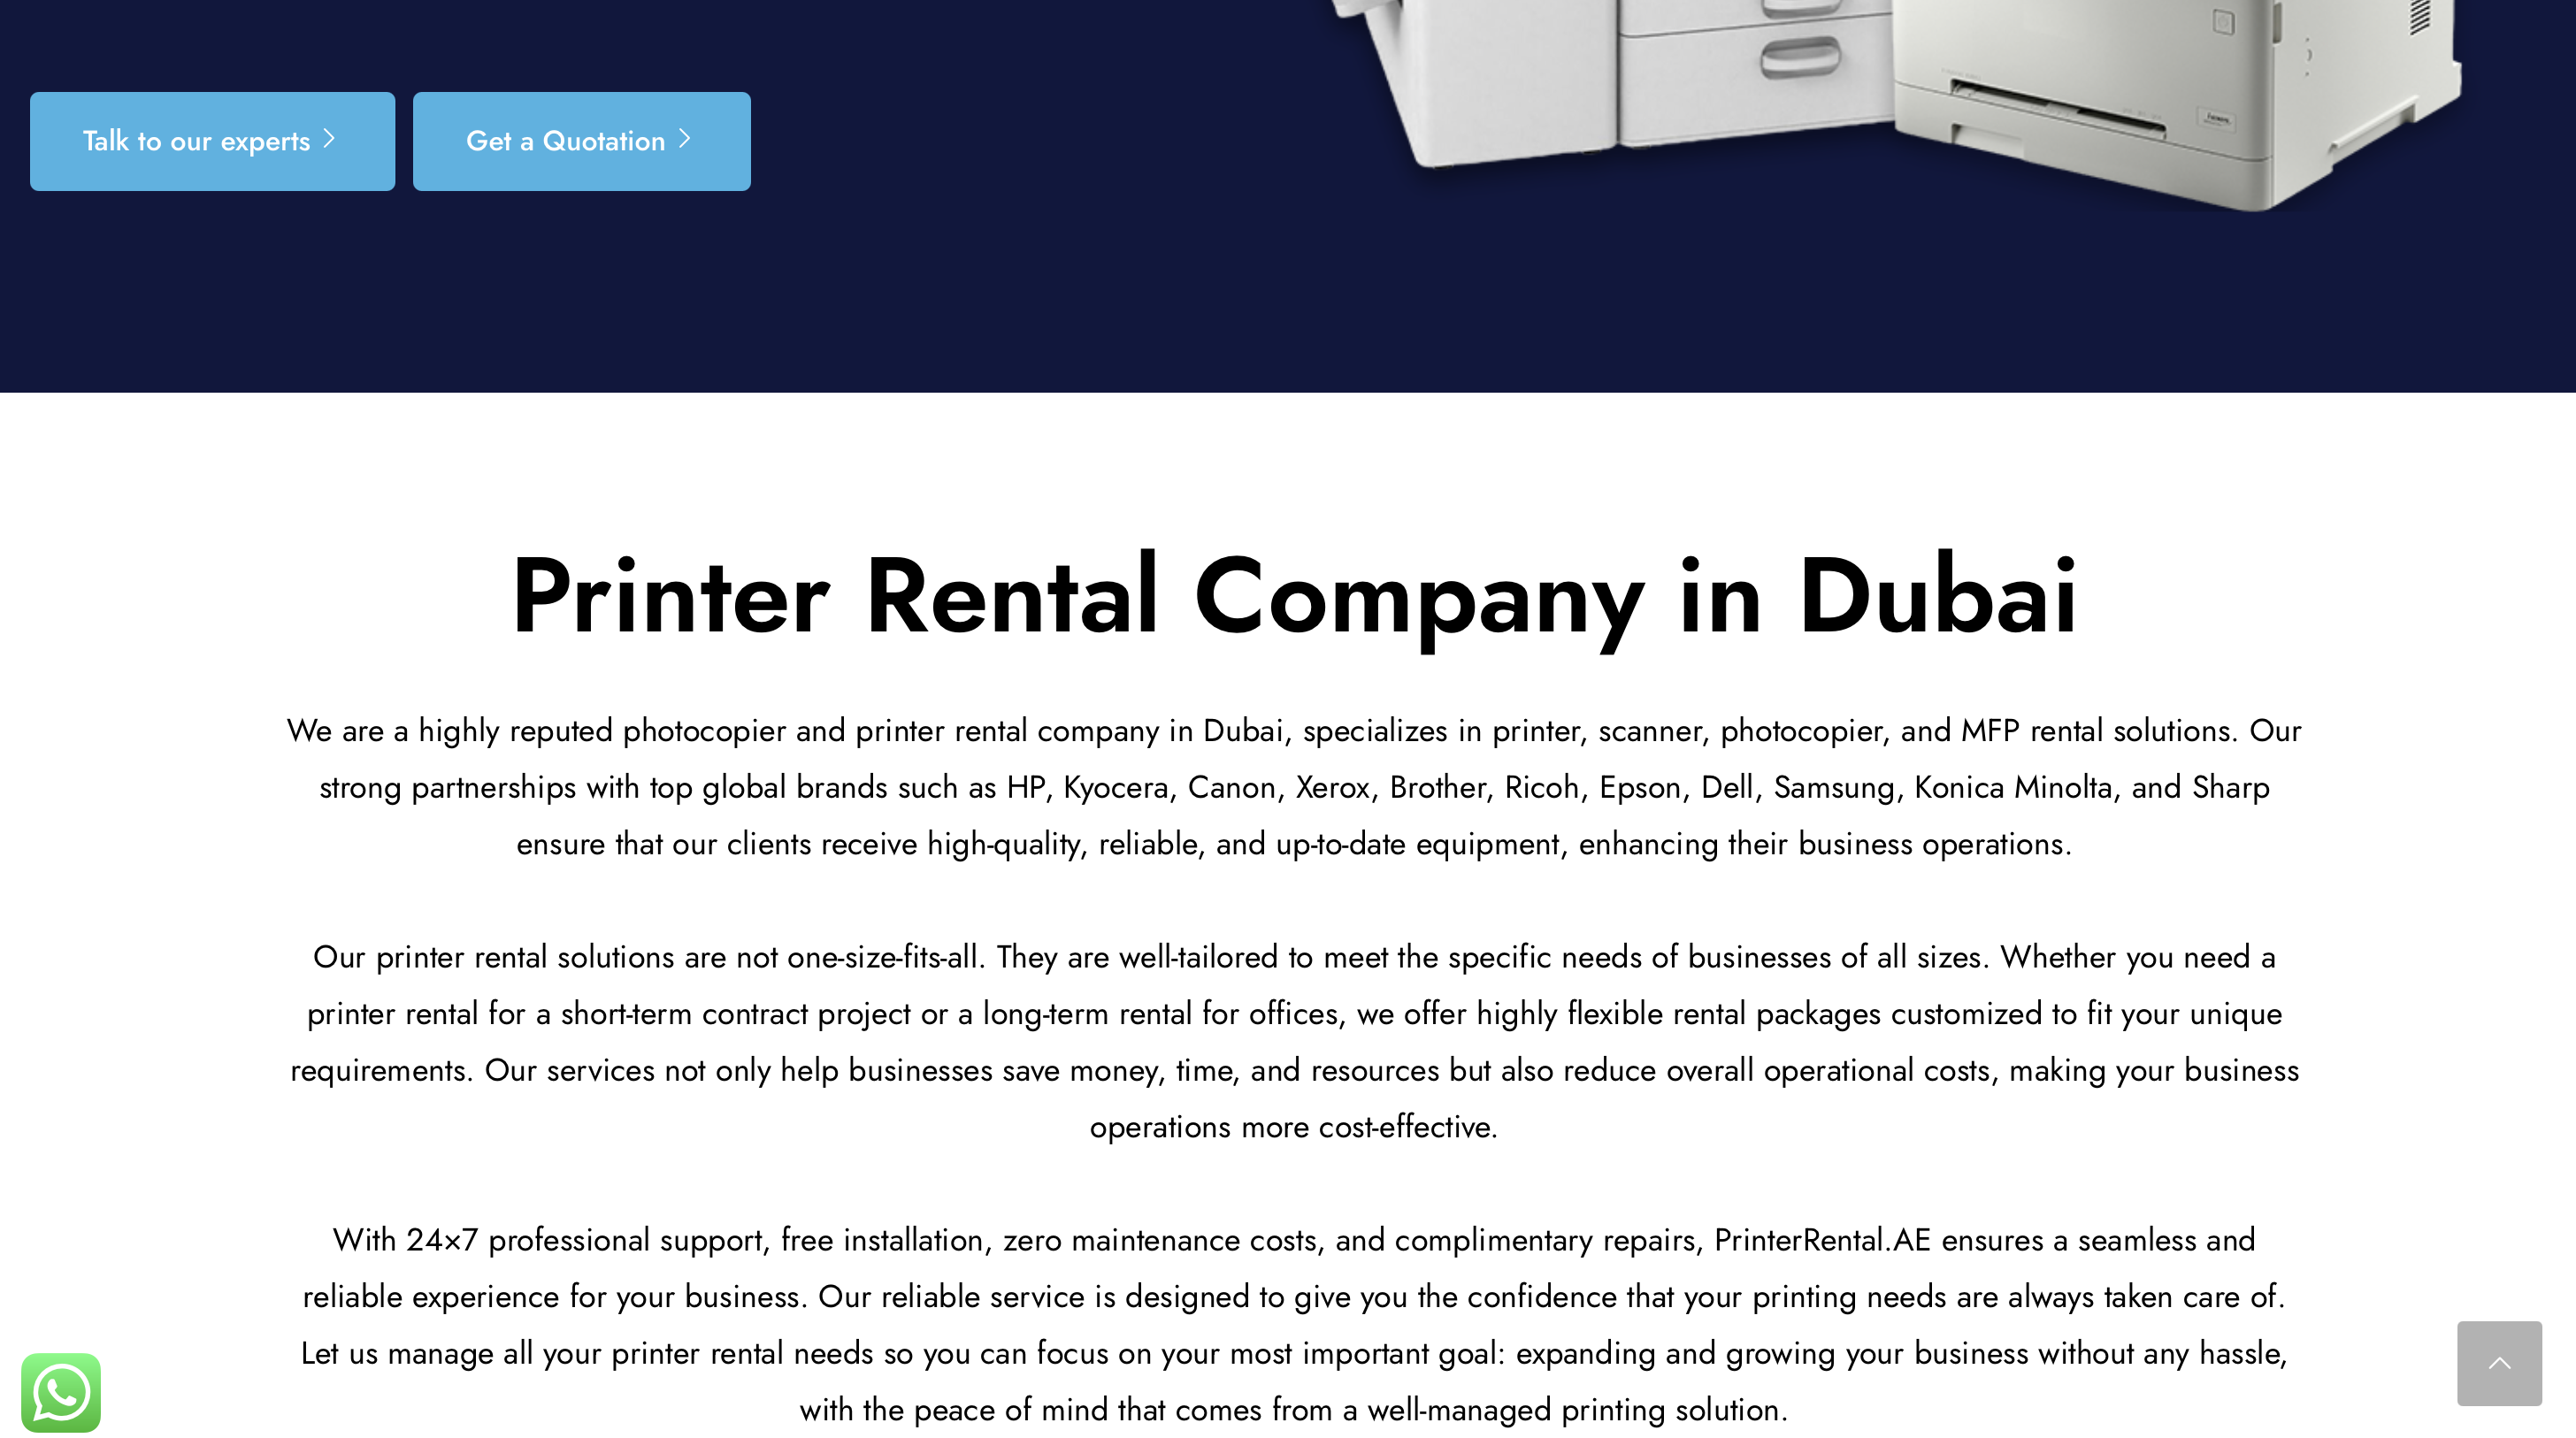 Talk to our experts
Get a Quotation
Printer Rental Company in Dubai
We are a highly reputed photocopier and printer rental company in Dubai, specializes in printer, scanner, photocopier, and MFP rental solutions. Our
strong partnerships with top global brands such as HP, Kyocera, Canon, Xerox, Brother, Ricoh, Epson, Dell, Samsung, Konica Minolta, and Sharp
ensure that our clients receive high-quality, reliable, and up-to-date equipment, enhancing their business operations.
Our printer rental solutions are not one-size-fits-all. They are well-tailored to meet the specific needs of businesses of all sizes. Whether you need a
printer rental for a short-term contract project or a long-term rental for offices, we offer highly flexible rental packages customized to fit your unique
requirements. Our services not only help businesses save money, time, and resources but also reduce overall operational costs, making your business
operations more cost-effective.
With 24×7 professional support, free installation, zero maintenance costs, and complimentary repairs, PrinterRental.AE ensures a seamless and
reliable experience for your business. Our reliable service is designed to give you the confidence that your printing needs are always taken care of.
Let us manage all your printer rental needs so you can focus on your most important goal: expanding and growing your business without any hassle,
with the peace of mind that comes from a well-managed printing solution.